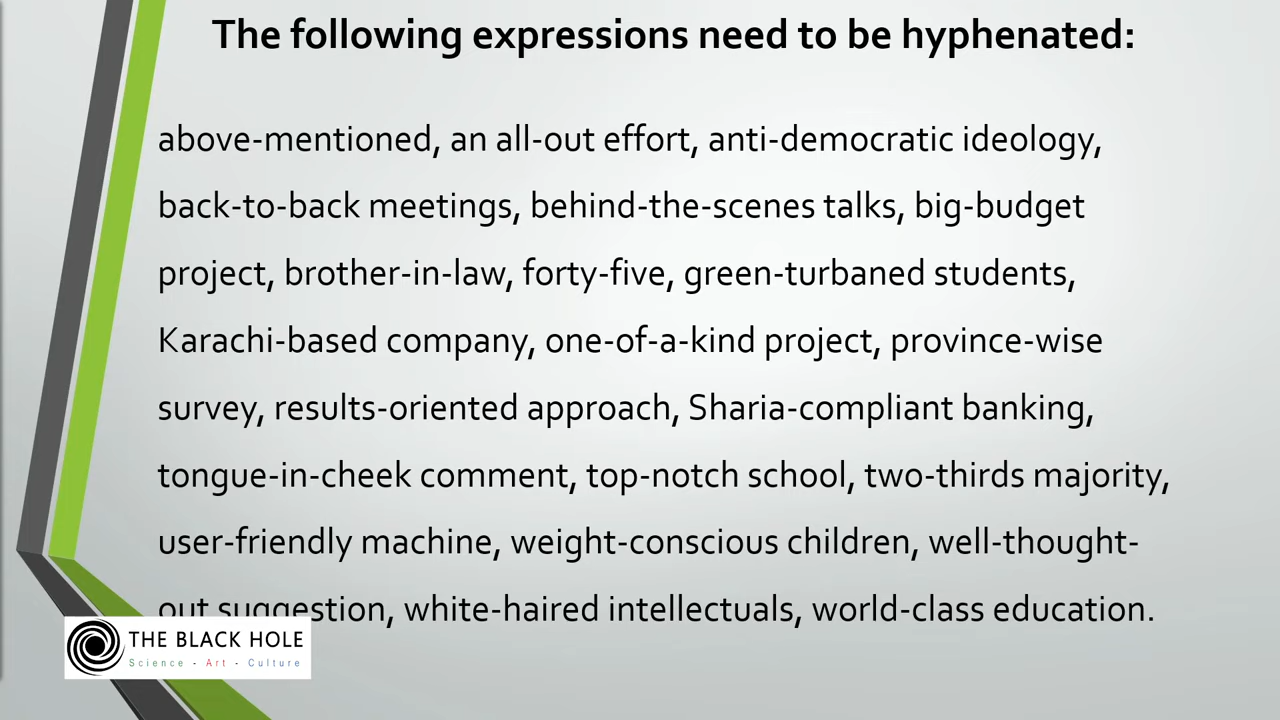 The following expressions need to be hyphenated:
above-mentioned, an all-out effort, anti-democratic ideology,
back-to-back meetings, behind-the-scenes talks, big-budget
project, brother-in-law, forty-five, green-turbaned students,
Karachi-based company, one-of-a-kind project, province-wise
survey, results-oriented approach, Sharia-compliant banking,
tongue-in-cheek comment, top-notch school, two-thirds majority,
user-friendly machine, weight-conscious children, well-thought-
out suggestion, white-haired intellectuals, world-class education.
THE BLACK HOLE
Science - Art - Culture